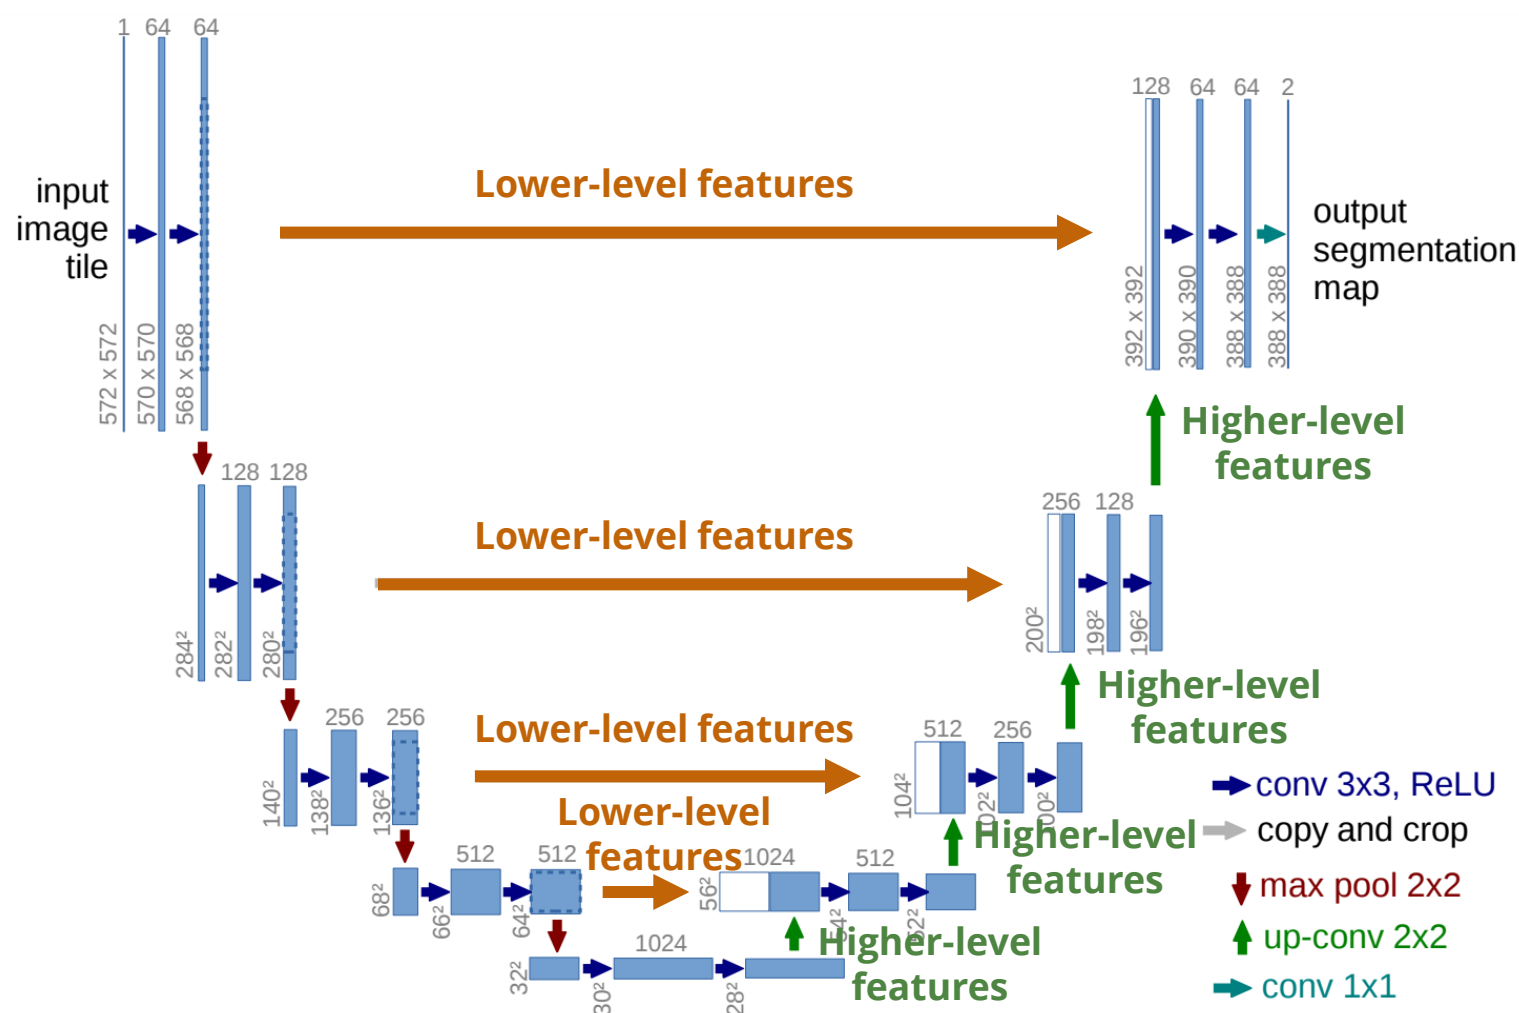 1 64 64
input
image
tile
572 x 572
570 x 570
568 x 568
Lower-level features
128 64 64 2
392 x 392
390 x 390
388 x 388
388 x 388
output
segmentation
map
Higher-level
features
128 128
284²
282²
280²
Lower-level features
256 128
200²
198²
196²
Higher-level
features
256 256
140²
138²
136²
Lower-level features
512 256
104²
Higher-level
features
512 512
68²
66²
64²
Lower-level
features
1024 512
56²
Higher-level
features
1024
32²
30²
28²
conv 3x3, ReLU
copy and crop
max pool 2x2
up-conv 2x2
conv 1x1